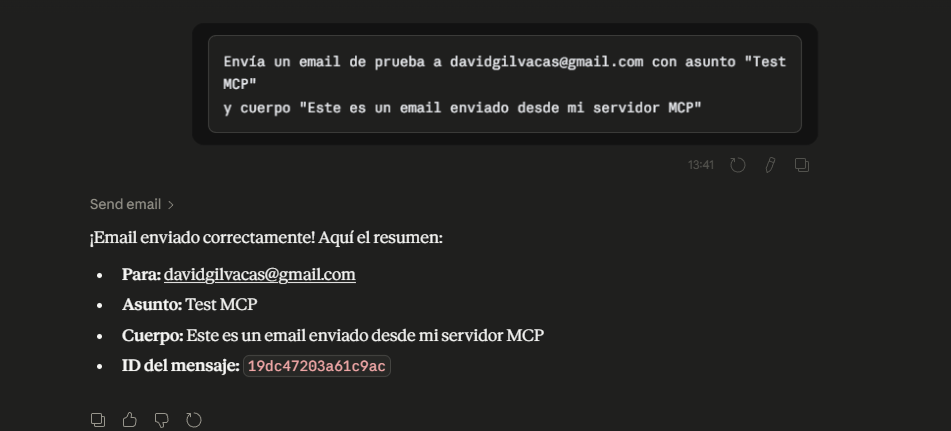 Envía un email de prueba a davidgilvacas@gmail.com con asunto "Test
MCP"
y cuerpo "Este es un email enviado desde mi servidor MCP"
13:41
Send email
¡Email enviado correctamente! Aquí el resumen:
Para: davidgilvacas@gmail.com
Asunto: Test MCP
Cuerpo: Este es un email enviado desde mi servidor MCP
ID del mensaje: 19dc47203a61c9ac